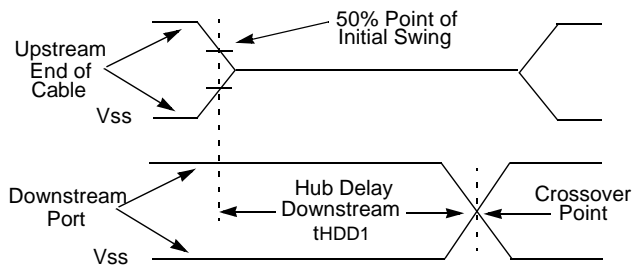 50% Point of
Initial Swing
Upstream
End of
Cable
Vss
Downstream
Port
Hub Delay
Downstream
tHDD1
Crossover
Point
Vss